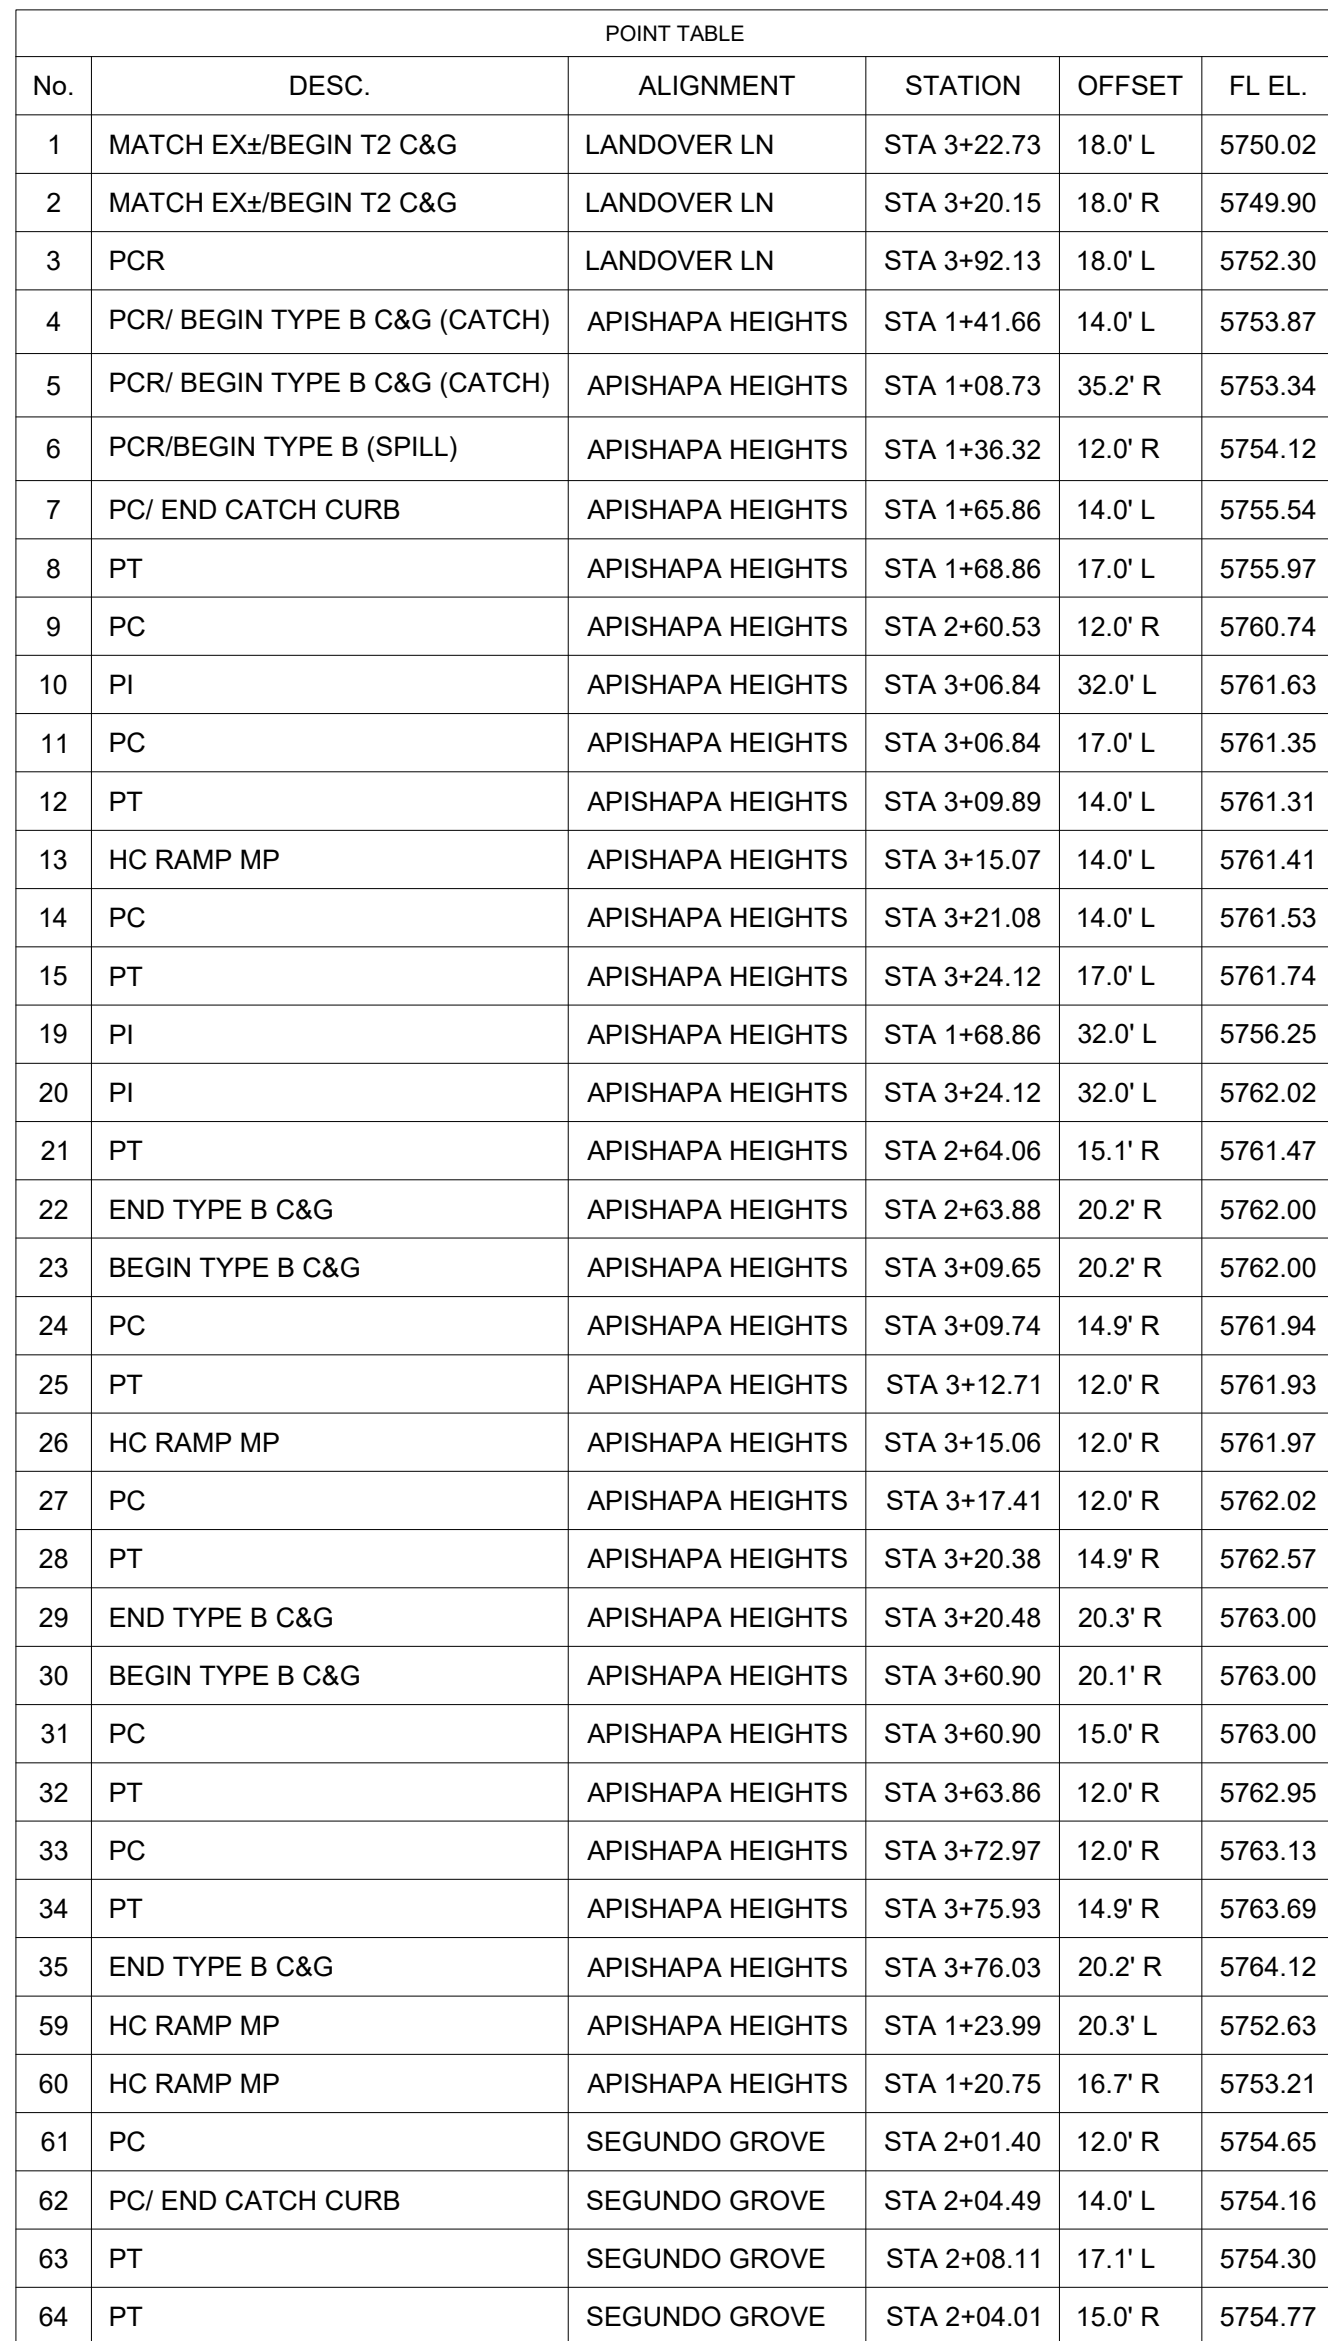 POINT TABLE
No. DESC. ALIGNMENT STATION OFFSET FL EL.
1 MATCH EX±/BEGIN T2 C&G LANDOVER LN STA 3+22.73 18.0' L 5750.02
2 MATCH EX±/BEGIN T2 C&G LANDOVER LN STA 3+20.15 18.0' R 5749.90
3 PCR LANDOVER LN STA 3+92.13 18.0' L 5752.30
4 PCR/ BEGIN TYPE B C&G (CATCH) APISHAPA HEIGHTS STA 1+41.66 14.0' L 5753.87
5 PCR/ BEGIN TYPE B C&G (CATCH) APISHAPA HEIGHTS STA 1+08.73 35.2' R 5753.34
6 PCR/BEGIN TYPE B (SPILL) APISHAPA HEIGHTS STA 1+36.32 12.0' R 5754.12
7 PC/ END CATCH CURB APISHAPA HEIGHTS STA 1+65.86 14.0' L 5755.54
8 PT APISHAPA HEIGHTS STA 1+68.86 17.0' L 5755.97
9 PC APISHAPA HEIGHTS STA 2+60.53 12.0' R 5760.74
10 PI APISHAPA HEIGHTS STA 3+06.84 32.0' L 5761.63
11 PC APISHAPA HEIGHTS STA 3+06.84 17.0' L 5761.35
12 PT APISHAPA HEIGHTS STA 3+09.89 14.0' L 5761.31
13 HC RAMP MP APISHAPA HEIGHTS STA 3+15.07 14.0' L 5761.41
14 PC APISHAPA HEIGHTS STA 3+21.08 14.0' L 5761.53
15 PT APISHAPA HEIGHTS STA 3+24.12 17.0' L 5761.74
19 PI APISHAPA HEIGHTS STA 1+68.86 32.0' L 5756.25
20 PI APISHAPA HEIGHTS STA 3+24.12 32.0' L 5762.02
21 PT APISHAPA HEIGHTS STA 2+64.06 15.1' R 5761.47
22 END TYPE B C&G APISHAPA HEIGHTS STA 2+63.88 20.2' R 5762.00
23 BEGIN TYPE B C&G APISHAPA HEIGHTS STA 3+09.65 20.2' R 5762.00
24 PC APISHAPA HEIGHTS STA 3+09.74 14.9' R 5761.94
25 PT APISHAPA HEIGHTS STA 3+12.71 12.0' R 5761.93
26 HC RAMP MP APISHAPA HEIGHTS STA 3+15.06 12.0' R 5761.97
27 PC APISHAPA HEIGHTS STA 3+17.41 12.0' R 5762.02
28 PT APISHAPA HEIGHTS STA 3+20.38 14.9' R 5762.57
29 END TYPE B C&G APISHAPA HEIGHTS STA 3+20.48 20.3' R 5763.00
30 BEGIN TYPE B C&G APISHAPA HEIGHTS STA 3+60.90 20.1' R 5763.00
31 PC APISHAPA HEIGHTS STA 3+60.90 15.0' R 5763.00
32 PT APISHAPA HEIGHTS STA 3+63.86 12.0' R 5762.95
33 PC APISHAPA HEIGHTS STA 3+72.97 12.0' R 5763.13
34 PT APISHAPA HEIGHTS STA 3+75.93 14.9' R 5763.69
35 END TYPE B C&G APISHAPA HEIGHTS STA 3+76.03 20.2' R 5764.12
59 HC RAMP MP APISHAPA HEIGHTS STA 1+23.99 20.3' L 5752.63
60 HC RAMP MP APISHAPA HEIGHTS STA 1+20.75 16.7' R 5753.21
61 PC SEGUNDO GROVE STA 2+01.40 12.0' R 5754.65
62 PC/ END CATCH CURB SEGUNDO GROVE STA 2+04.49 14.0' L 5754.16
63 PT SEGUNDO GROVE STA 2+08.11 17.1' L 5754.30
64 PT SEGUNDO GROVE STA 2+04.01 15.0' R 5754.77